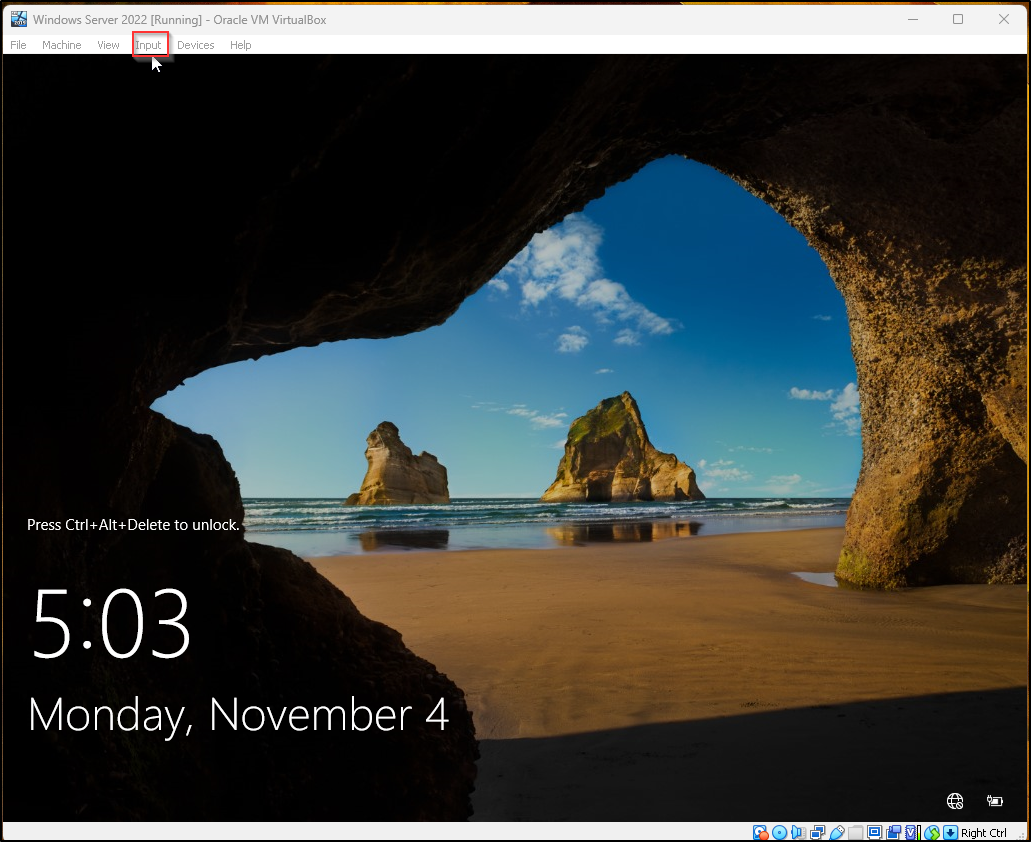 Windows Server 2022 [Running] - Oracle VM VirtualBox
File Machine View Input Devices Help
Press Ctrl+Alt+Delete to unlock.
5:03
Monday, November 4
Right Ctrl